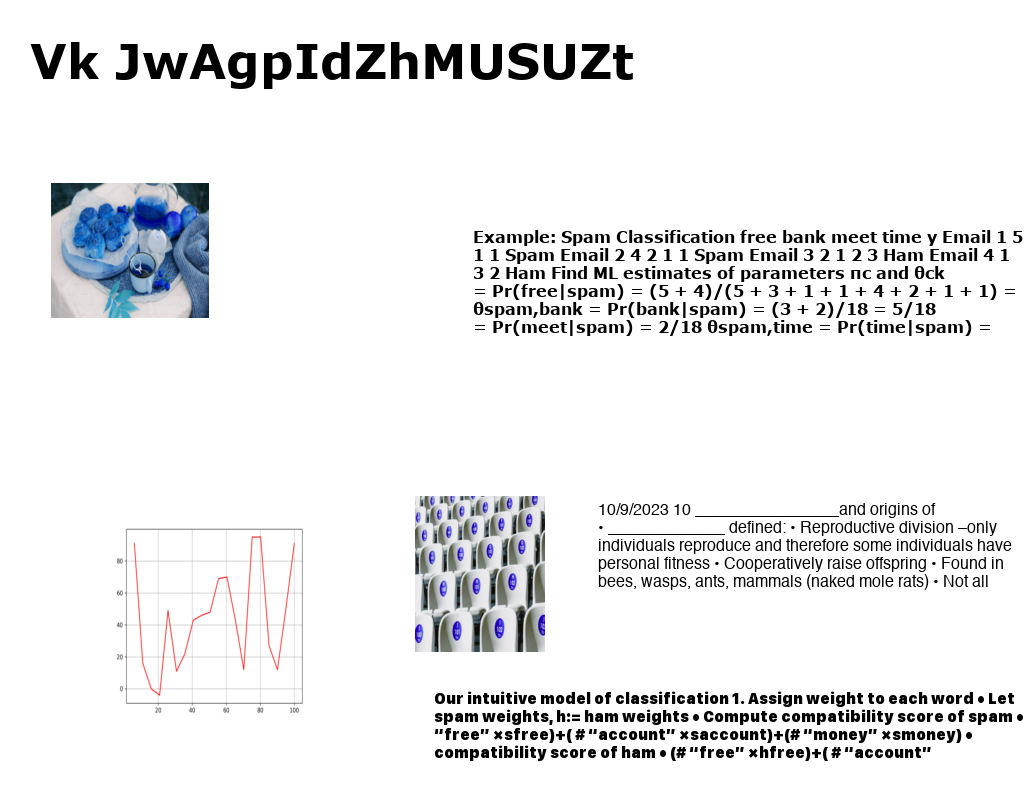 Vk JwAgpIdZhMUSUZt
Example: Spam Classification free bank meet time y Email 1 5
1 1 Spam Email 2 4 2 1 1 Spam Email 3 2 1 2 3 Ham Email 4 1
3 2 Ham Find ML estimates of parameters πc and θck
= Pr(free|spam) = (5 + 4)/(5 + 3 + 1 + 1 + 4 + 2 + 1 + 1) =
θspam,bank = Pr(bank|spam) = (3 + 2)/18 = 5/18
= Pr(meet|spam) = 2/18 θspam,time = Pr(time|spam) =
10/9/2023 10 _________________and origins of
• ______________ defined: • Reproductive division –only
individuals reproduce and therefore some individuals have
personal fitness • Cooperatively raise offspring • Found in
bees, wasps, ants, mammals (naked mole rats) • Not all
80
60
40
20
0
20 40 60 80 100
Our intuitive model of classification 1. Assign weight to each word • Let
spam weights, h:= ham weights • Compute compatibility score of spam •
“free” ×sfree)+(# “account” ×saccount)+(# “money” ×smoney) •
compatibility score of ham • (# “free” ×hfree)+(# “account”